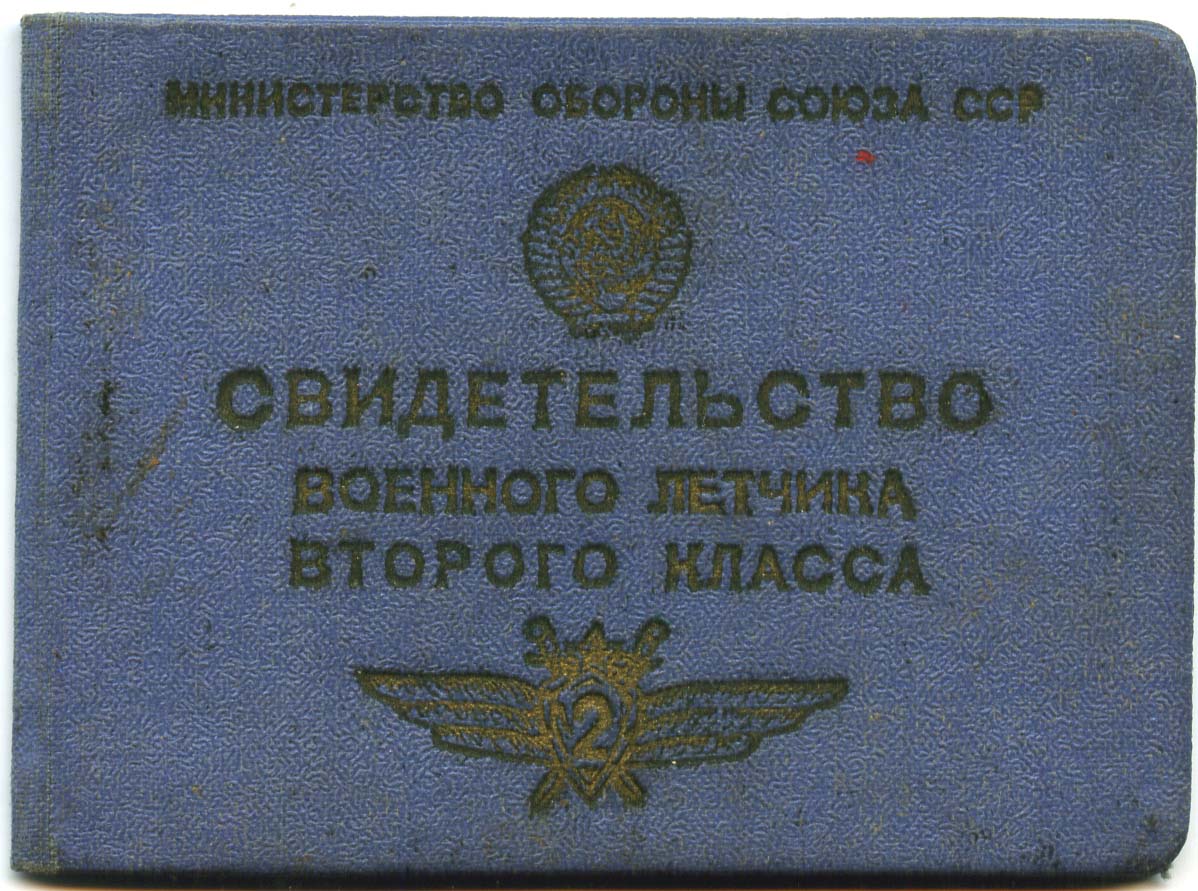 МИНИСТЕРСТВО ОБОРОНЫ СОЮЗА ССР
СВИДЕТЕЛЬСТВО
ВОЕННОГО ЛЕТЧИКА
ВТОРОГО КЛАССА
2